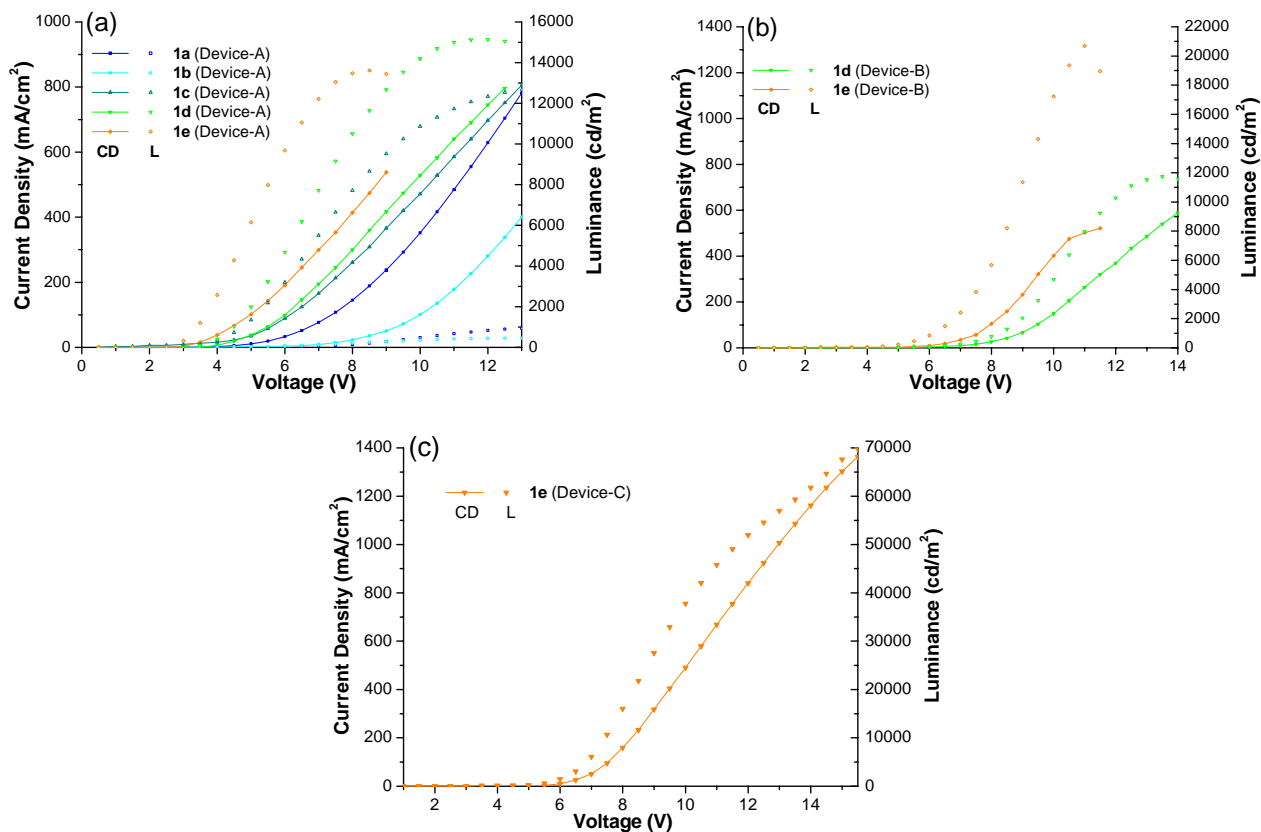 (a)
1000
800
600
400
200
0
Current Density (mA/cm²)
1a (Device-A)
1b (Device-A)
1c (Device-A)
1d (Device-A)
1e (Device-A)
CD L
16000
14000
12000
10000
8000
6000
4000
2000
0
Luminance (cd/m²)
0 2 4 6 8 10 12
Voltage (V)
(b)
1400
1200
1000
800
600
400
200
0
Current Density (mA/cm²)
1d (Device-B)
1e (Device-B)
CD L
22000
20000
18000
16000
14000
12000
10000
8000
6000
4000
2000
0
Luminance (cd/m²)
0 2 4 6 8 10 12 14
Voltage (V)
(c)
1400
1200
1000
800
600
400
200
0
Current Density (mA/cm²)
1e (Device-C)
CD L
70000
60000
50000
40000
30000
20000
10000
0
Luminance (cd/m²)
2 4 6 8 10 12 14
Voltage (V)